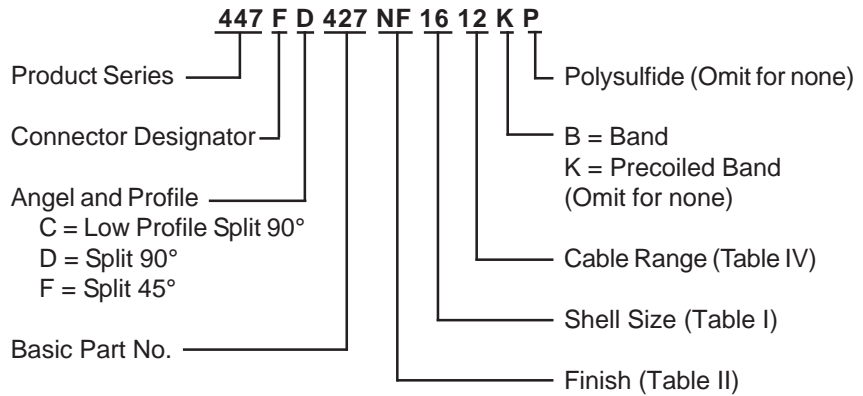 447 F D 427 NF 16 12 K P
Product Series
Connector Designator
Angel and Profile
C = Low Profile Split 90°
D = Split 90°
F = Split 45°
Basic Part No.
Polysulfide (Omit for none)
B = Band
K = Precoiled Band
(Omit for none)
Cable Range (Table IV)
Shell Size (Table I)
Finish (Table II)